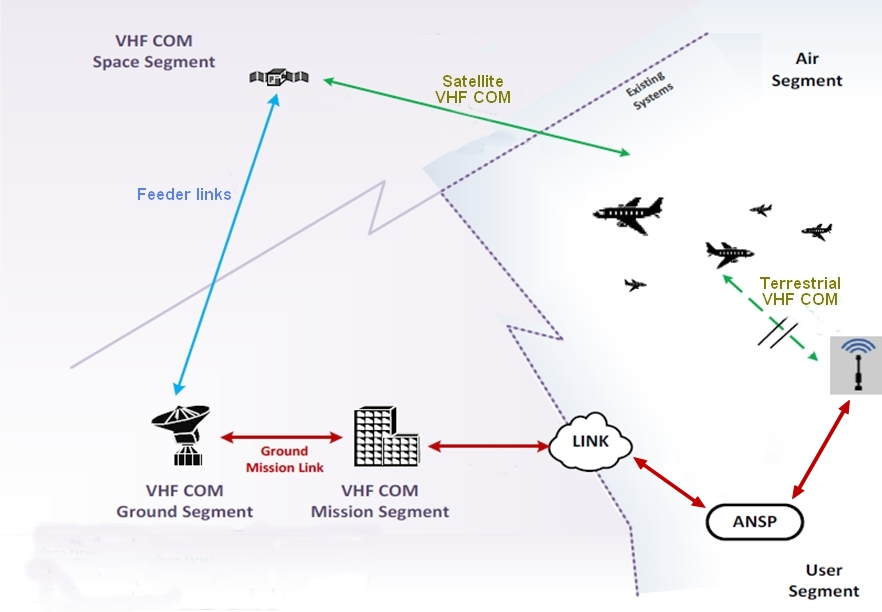 VHF COM
Space Segment
Satellite
VHF COM
Existing
Systems
Air
Segment
Feeder links
Terrestrial
VHF COM
Ground
Mission Link
LINK
VHF COM
Ground Segment
VHF COM
Mission Segment
ANSP
User
Segment